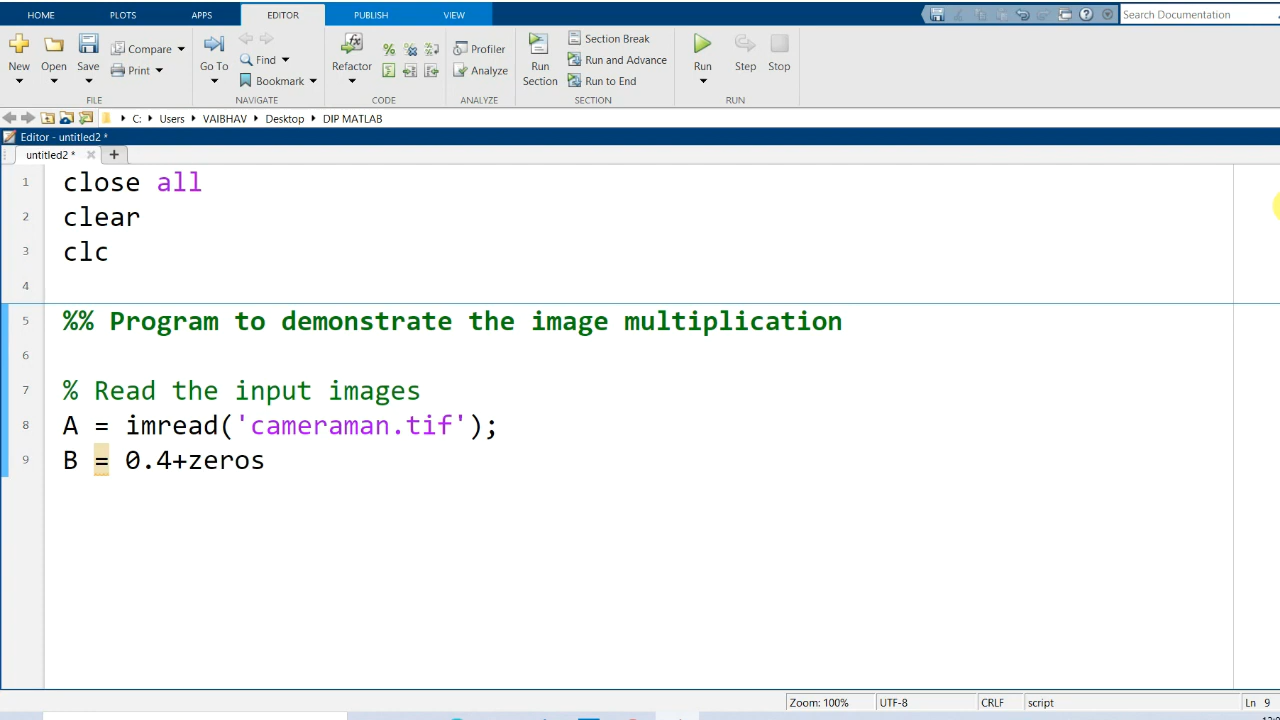 HOME PLOTS APPS EDITOR PUBLISH VIEW Search Documentation
New Open Save Compare Print Go To Find Bookmark Refactor Profiler Analyze Run Section Section Break Run and Advance Run to End Run Step Stop
FILE NAVIGATE CODE ANALYZE SECTION RUN
C: Users VAIBHAV Desktop DIP MATLAB
Editor - untitled2 *
untitled2 *
1 close all
2 clear
3 clc
4
5 %% Program to demonstrate the image multiplication
6
7 % Read the input images
8 A = imread('cameraman.tif');
9 B = 0.4+zeros
Zoom: 100% UTF-8 CRLF script Ln 9